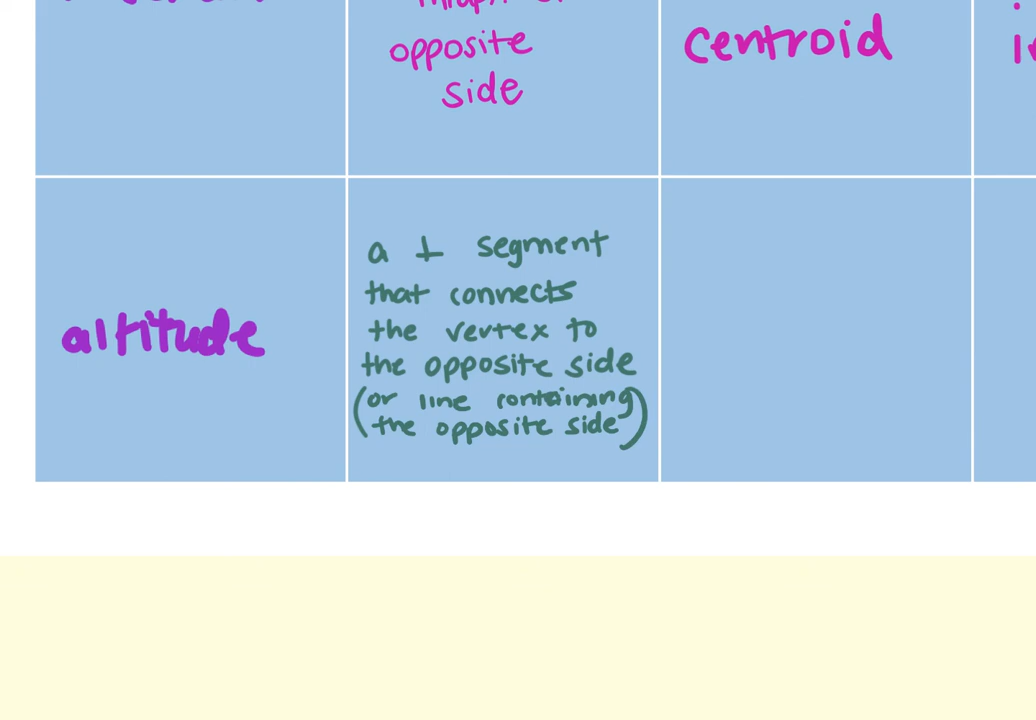 opposite
side
centroid
altitude
a ⊥ segment
that connects
the vertex to
the opposite side
(or line containing
the opposite side)